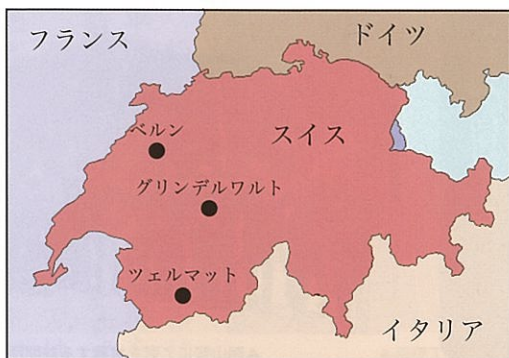 フランス
ドイツ
ベルン
スイス
グリンデルワルト
ツェルマット
イタリア